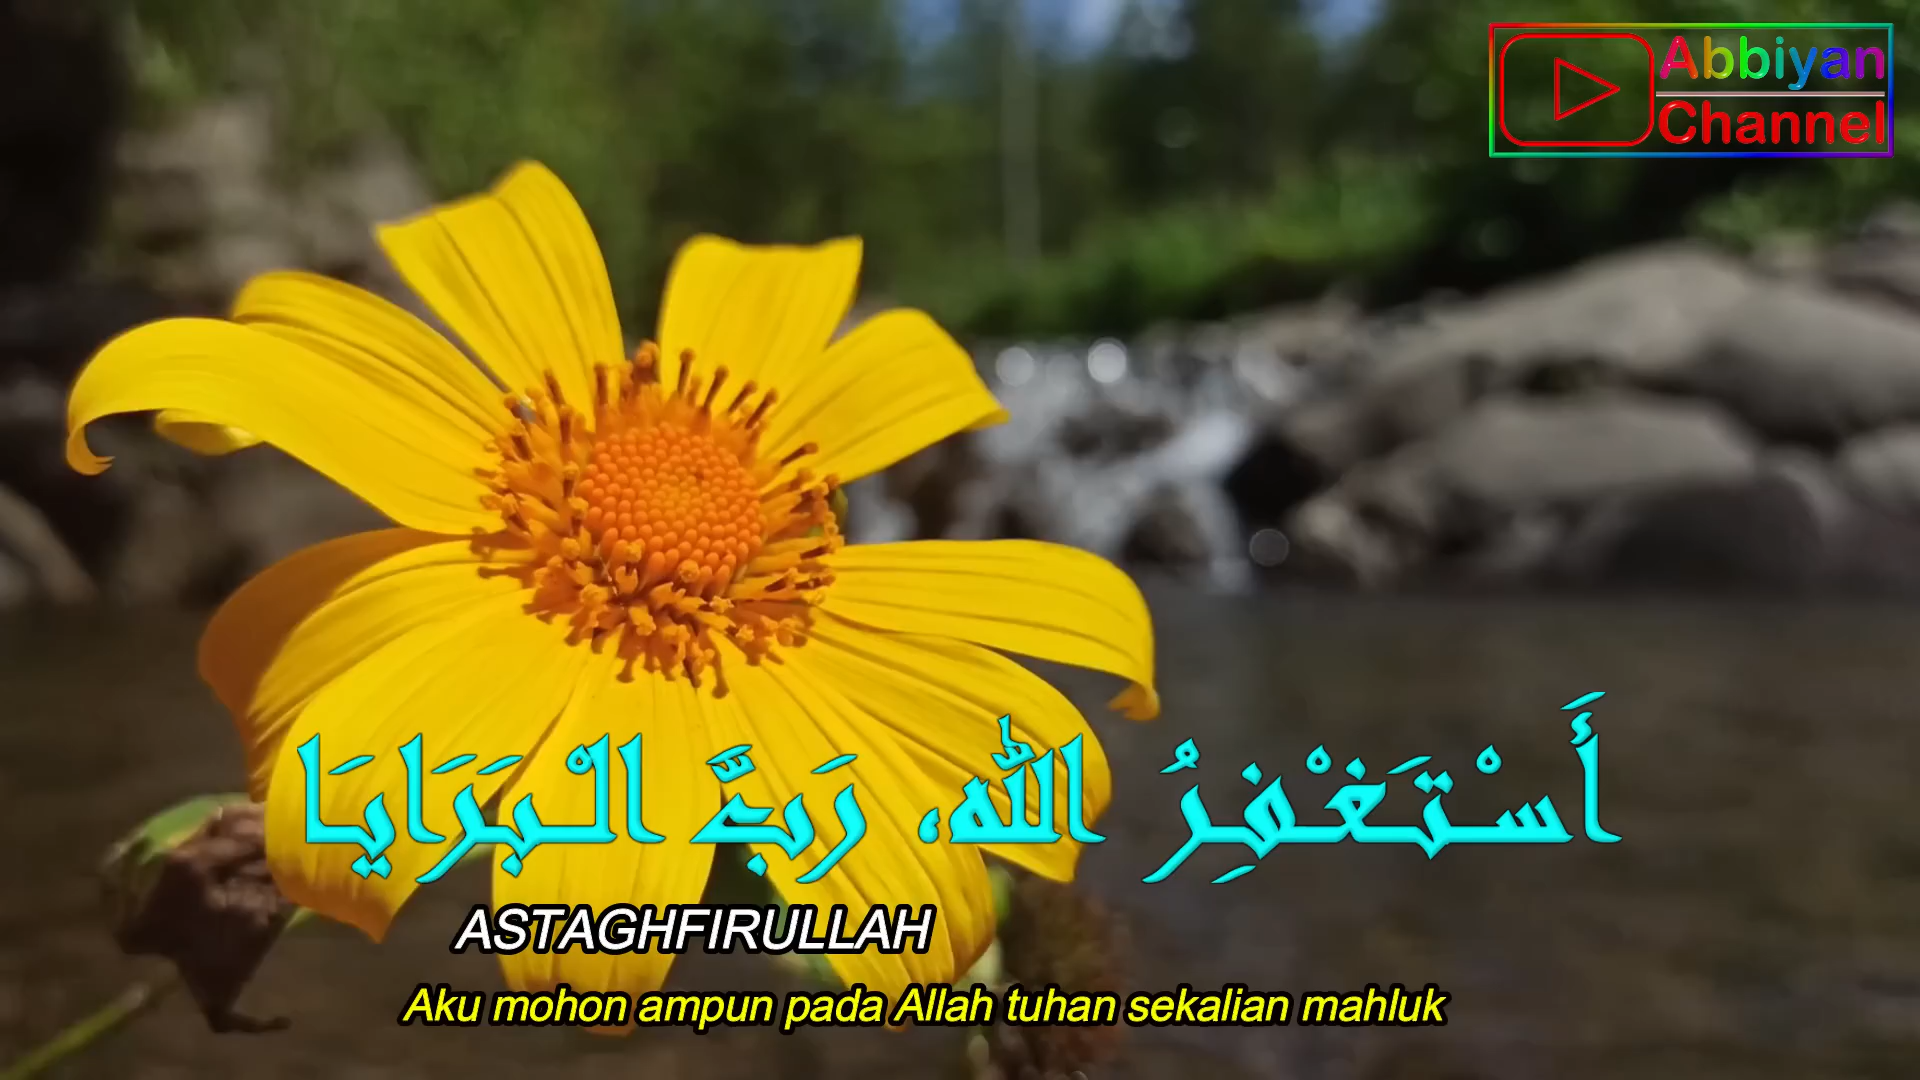 Abbiyan
Channel
أَسْتَغْفِرُ الله، رَبَّ الْبَرَايَا
ASTAGHFIRULLAH
Aku mohon ampun pada Allah tuhan sekalian mahluk